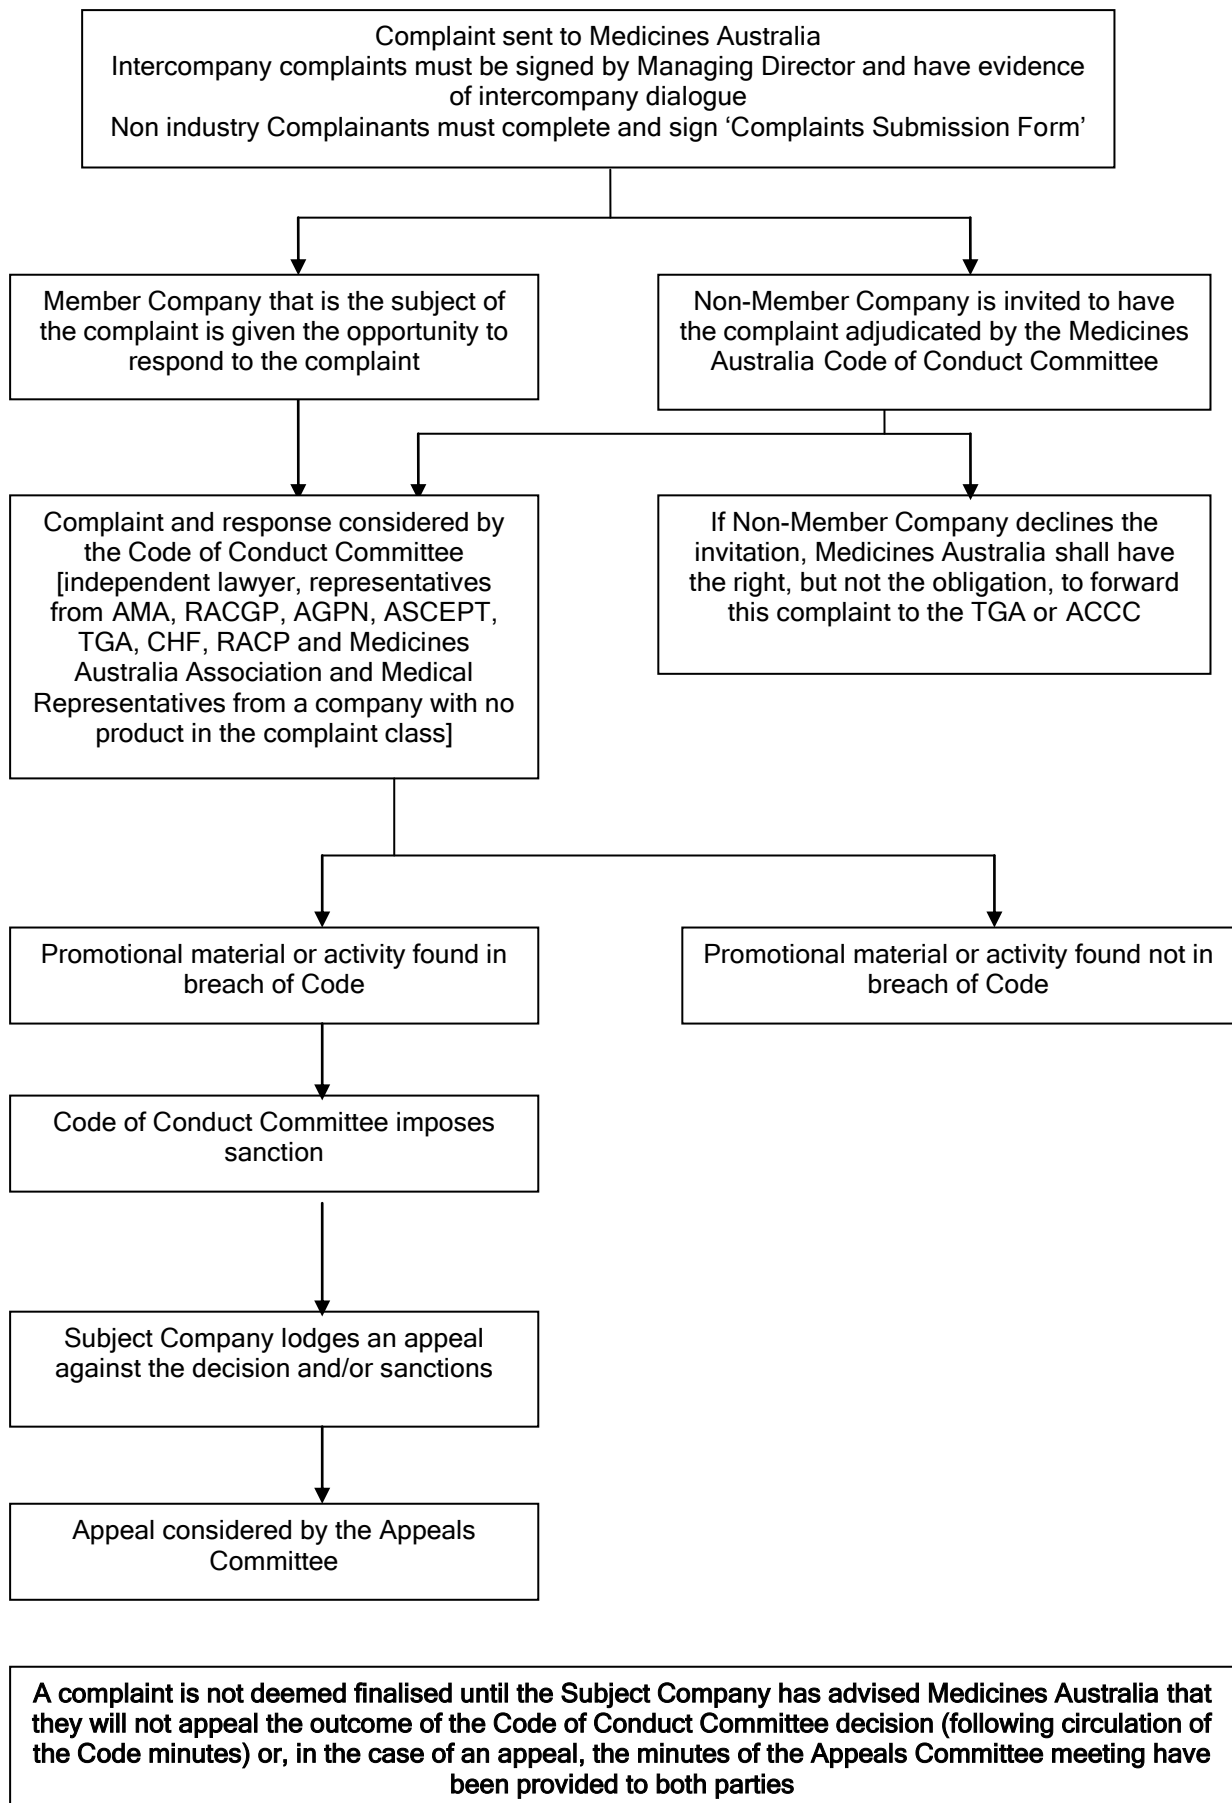 Complaint sent to Medicines Australia
Intercompany complaints must be signed by Managing Director and have evidence
of intercompany dialogue
Non industry Complainants must complete and sign ‘Complaints Submission Form’
Member Company that is the subject of
the complaint is given the opportunity to
respond to the complaint
Non-Member Company is invited to have
the complaint adjudicated by the Medicines
Australia Code of Conduct Committee
Complaint and response considered by
the Code of Conduct Committee
[independent lawyer, representatives
from AMA, RACGP, AGPN, ASCEPT,
TGA, CHF, RACP and Medicines
Australia Association and Medical
Representatives from a company with no
product in the complaint class]
If Non-Member Company declines the
invitation, Medicines Australia shall have
the right, but not the obligation, to forward
this complaint to the TGA or ACCC
Promotional material or activity found in
breach of Code
Promotional material or activity found not in
breach of Code
Code of Conduct Committee imposes
sanction
Subject Company lodges an appeal
against the decision and/or sanctions
Appeal considered by the Appeals
Committee
A complaint is not deemed finalised until the Subject Company has advised Medicines Australia that
they will not appeal the outcome of the Code of Conduct Committee decision (following circulation of
the Code minutes) or, in the case of an appeal, the minutes of the Appeals Committee meeting have
been provided to both parties